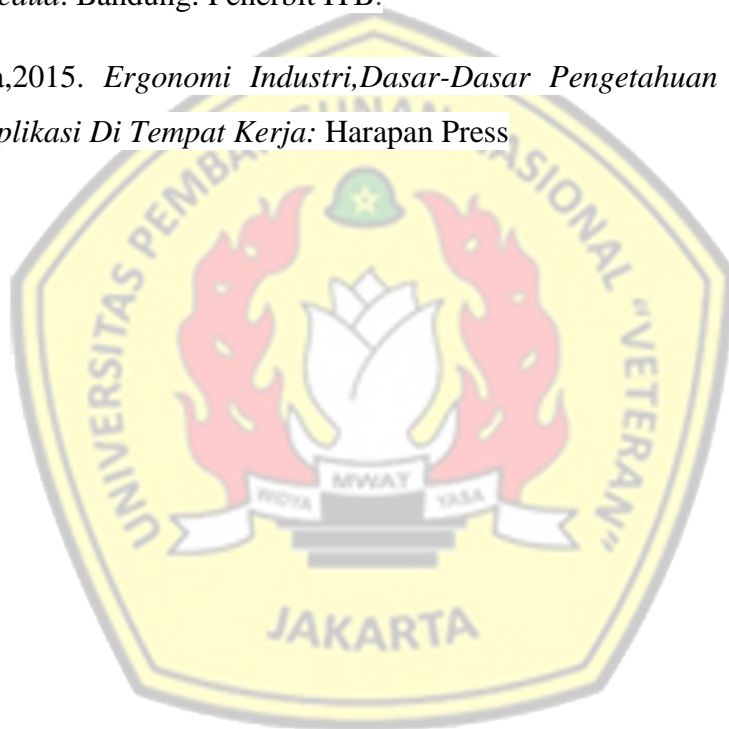 edua. Bandung: Penerbit ITB.
a,2015. Ergonomi Industri,Dasar-Dasar Pengetahuan
plikasi Di Tempat Kerja: Harapan Press
UNIVERSITAS PEMBANGUNAN NASIONAL “VETERAN”
WIDYA MWAT YASA
JAKARTA